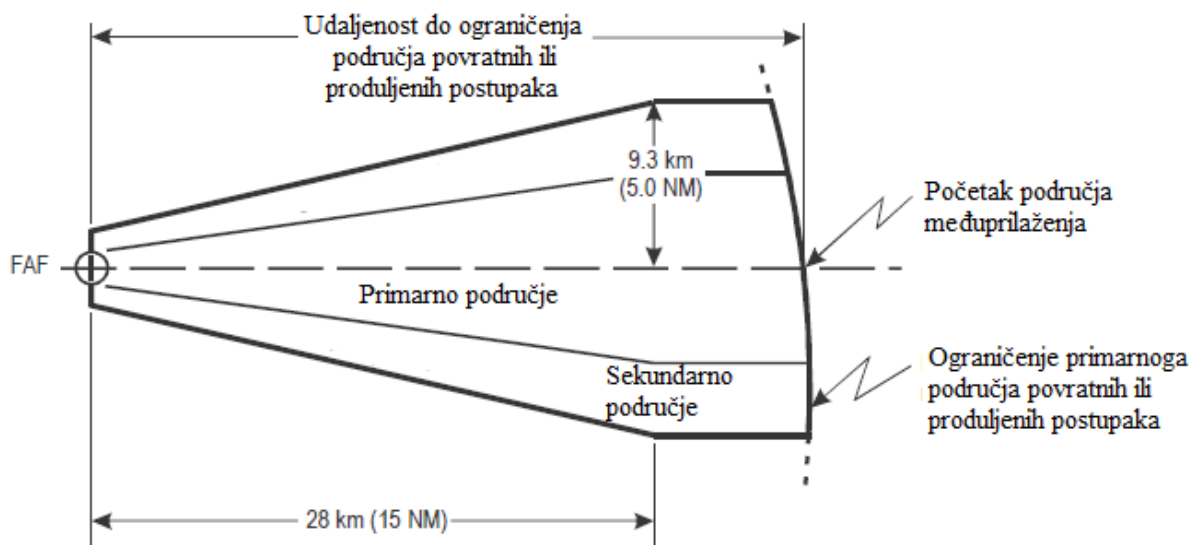 Udaljenost do ograničenja
područja povratnih ili
produljenih postupaka
9.3 km
(5.0 NM)
Početak područja
međuprilaženja
FAF
Primarno područje
Sekundarno
područje
Ograničenje primarnoga
područja povratnih ili
produljenih postupaka
28 km (15 NM)